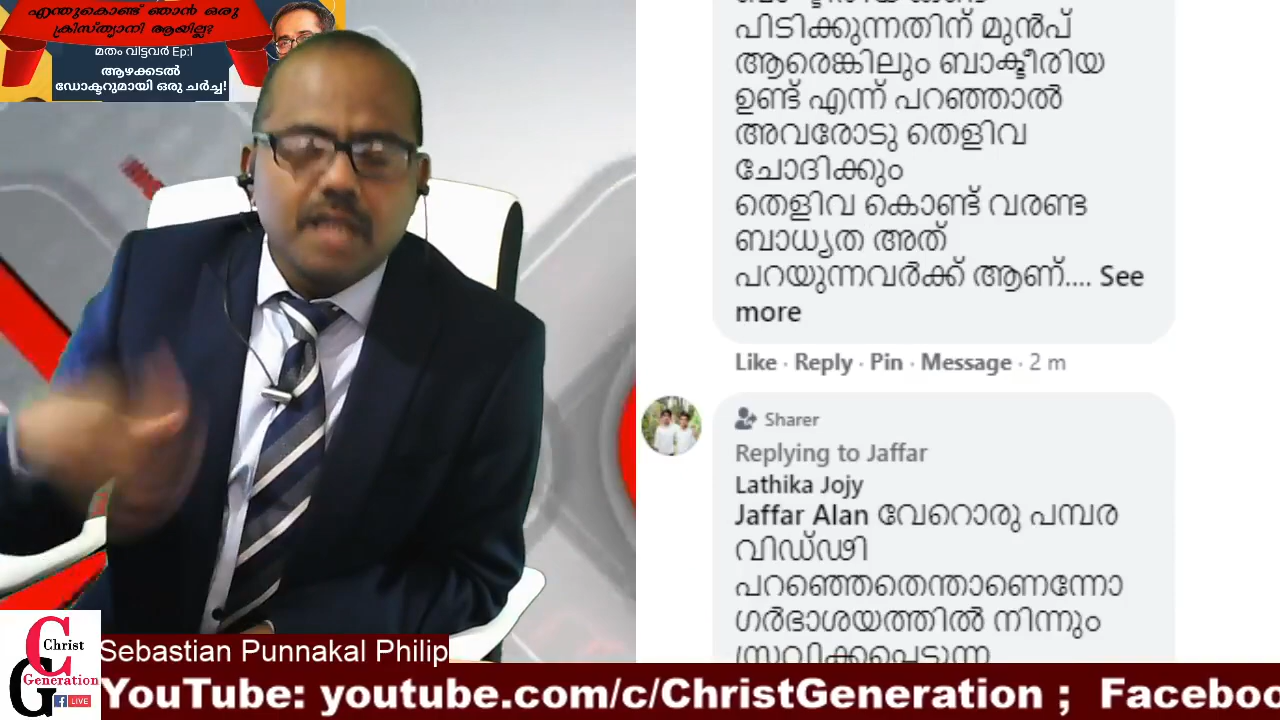 എന്തുകൊണ്ട് ഞാൻ ഒരു
ക്രിസ്ത്യാനി ആയില്ല?
മതം വിട്ടവർ Ep:1
ആഴക്കടൽ
ഡോക്ടറുമായി ഒരു ചർച്ച!
പിടിക്കുന്നതിന് മുൻപ്
ആരെങ്കിലും ബാക്ടീരിയ
ഉണ്ട് എന്ന് പറഞ്ഞാൽ
അവരോടു തെളിവ
ചോദിക്കും
തെളിവ കൊണ്ട് വരണ്ട
ബാധ്യത അത്
പറയുന്നവർക്ക് ആണ്.... See
more
Like · Reply · Pin · Message · 2 m
Sharer
Replying to Jaffar
Lathika Jojy
Jaffar Alan വേറൊരു പമ്പര
വിഡ്ഢി
പറഞ്ഞെതെന്താണെന്നോ
ഗർഭാശയത്തിൽ നിന്നും
സ്രവിക്കപ്പെടുന്ന
Christ
Generation
LIVE
Sebastian Punnakal Philip
YouTube: youtube.com/c/ChristGeneration ; Faceboo